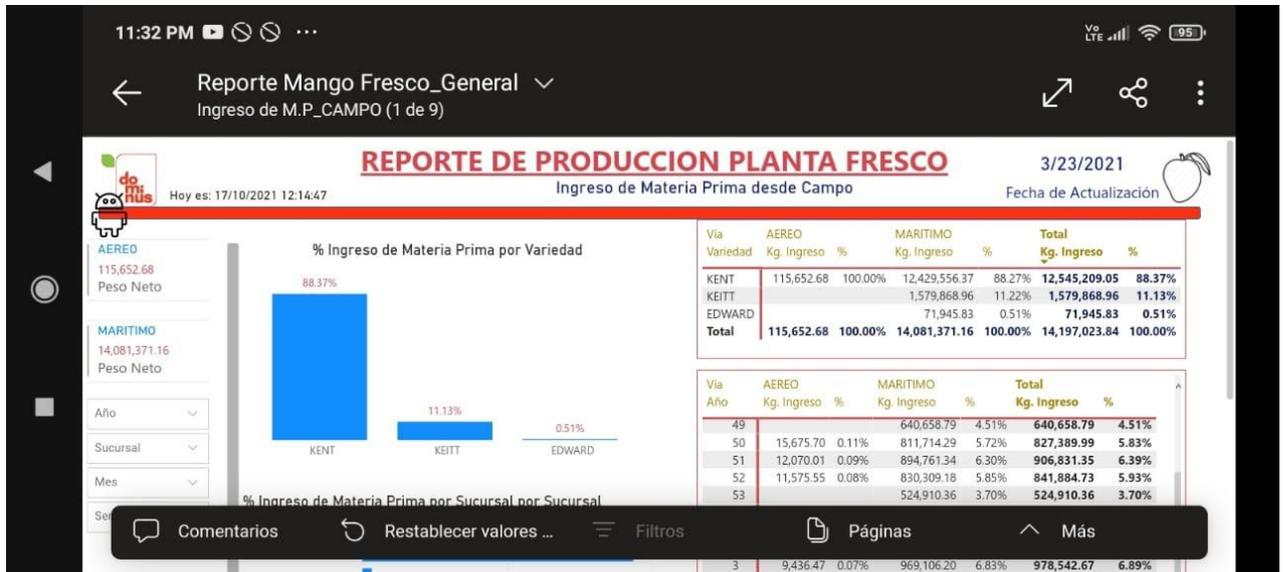 11:32 PM ... Vo LTE 95
Reporte Mango Fresco_General
Ingreso de M.P_CAMPO (1 de 9)
do
mi
nus
Hoy es: 17/10/2021 12:14:47
REPORTE DE PRODUCCION PLANTA FRESCO
Ingreso de Materia Prima desde Campo
3/23/2021
Fecha de Actualización
AEREO
115,652.68
Peso Neto
MARITIMO
14,081,371.16
Peso Neto
Año
Sucursal
Mes
% Ingreso de Materia Prima por Variedad
88.37%
11.13%
0.51%
KENT KEITT EDWARD
% Ingreso de Materia Prima por Sucursal por Sucursal
Via AEREO MARITIMO Total
Variedad Kg. Ingreso % Kg. Ingreso % Kg. Ingreso %
KENT 115,652.68 100.00% 12,429,556.37 88.27% 12,545,209.05 88.37%
KEITT 1,579,868.96 11.22% 1,579,868.96 11.13%
EDWARD 71,945.83 0.51% 71,945.83 0.51%
Total 115,652.68 100.00% 14,081,371.16 100.00% 14,197,023.84 100.00%
Via AEREO MARITIMO Total
Año Kg. Ingreso % Kg. Ingreso % Kg. Ingreso %
49 640,658.79 4.51% 640,658.79 4.51%
50 15,675.70 0.11% 811,714.29 5.72% 827,389.99 5.83%
51 12,070.01 0.09% 894,761.34 6.30% 906,831.35 6.39%
52 11,575.55 0.08% 830,309.18 5.85% 841,884.73 5.93%
53 524,910.36 3.70% 524,910.36 3.70%
Comentarios Restablecer valores ... Filtros Páginas Más
3 9,436.47 0.07% 969,106.20 6.83% 978,542.67 6.89%